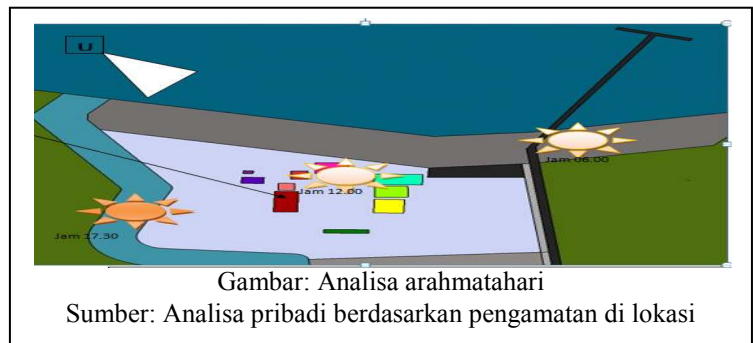 U
Jam 06.00
Jam 12.00
Jam 17.30
Gambar: Analisa arahmatahari
Sumber: Analisa pribadi berdasarkan pengamatan di lokasi